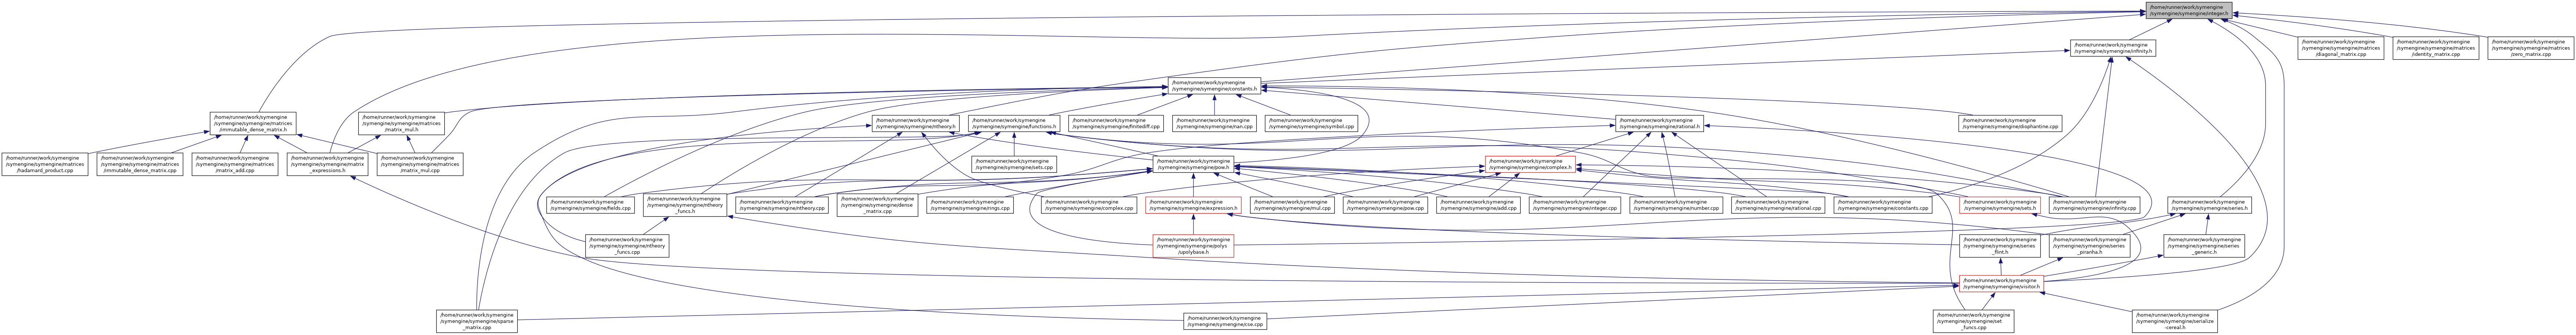 /home/runner/work/symengine
/symengine/symengine/integer.h
/home/runner/work/symengine
/symengine/symengine/infinity.h
/home/runner/work/symengine
/symengine/symengine/matrices
/diagonal_matrix.cpp
/home/runner/work/symengine
/symengine/symengine/matrices
/identity_matrix.cpp
/home/runner/work/symengine
/symengine/symengine/matrices
/zero_matrix.cpp
/home/runner/work/symengine
/symengine/symengine/constants.h
/home/runner/work/symengine
/symengine/symengine/matrices
/immutable_dense_matrix.h
/home/runner/work/symengine
/symengine/symengine/matrices
/matrix_mul.h
/home/runner/work/symengine
/symengine/symengine/ntheory.h
/home/runner/work/symengine
/symengine/symengine/functions.h
/home/runner/work/symengine
/symengine/symengine/finitediff.cpp
/home/runner/work/symengine
/symengine/symengine/nan.cpp
/home/runner/work/symengine
/symengine/symengine/symbol.cpp
/home/runner/work/symengine
/symengine/symengine/rational.h
/home/runner/work/symengine
/symengine/symengine/diophantine.cpp
/home/runner/work/symengine
/symengine/symengine/matrices
/hadamard_product.cpp
/home/runner/work/symengine
/symengine/symengine/matrices
/immutable_dense_matrix.cpp
/home/runner/work/symengine
/symengine/symengine/matrices
/matrix_add.cpp
/home/runner/work/symengine
/symengine/symengine/matrix
_expressions.h
/home/runner/work/symengine
/symengine/symengine/matrices
/matrix_mul.cpp
/home/runner/work/symengine
/symengine/symengine/sets.cpp
/home/runner/work/symengine
/symengine/symengine/pow.h
/home/runner/work/symengine
/symengine/symengine/complex.h
/home/runner/work/symengine
/symengine/symengine/fields.cpp
/home/runner/work/symengine
/symengine/symengine/ntheory
_funcs.h
/home/runner/work/symengine
/symengine/symengine/ntheory.cpp
/home/runner/work/symengine
/symengine/symengine/dense
_matrix.cpp
/home/runner/work/symengine
/symengine/symengine/rings.cpp
/home/runner/work/symengine
/symengine/symengine/complex.cpp
/home/runner/work/symengine
/symengine/symengine/expression.h
/home/runner/work/symengine
/symengine/symengine/mul.cpp
/home/runner/work/symengine
/symengine/symengine/pow.cpp
/home/runner/work/symengine
/symengine/symengine/add.cpp
/home/runner/work/symengine
/symengine/symengine/integer.cpp
/home/runner/work/symengine
/symengine/symengine/number.cpp
/home/runner/work/symengine
/symengine/symengine/rational.cpp
/home/runner/work/symengine
/symengine/symengine/constants.cpp
/home/runner/work/symengine
/symengine/symengine/sets.h
/home/runner/work/symengine
/symengine/symengine/infinity.cpp
/home/runner/work/symengine
/symengine/symengine/series.h
/home/runner/work/symengine
/symengine/symengine/ntheory
_funcs.cpp
/home/runner/work/symengine
/symengine/symengine/polys
/upolybase.h
/home/runner/work/symengine
/symengine/symengine/series
_flint.h
/home/runner/work/symengine
/symengine/symengine/series
_piranha.h
/home/runner/work/symengine
/symengine/symengine/series
_generic.h
/home/runner/work/symengine
/symengine/symengine/visitor.h
/home/runner/work/symengine
/symengine/symengine/sparse
_matrix.cpp
/home/runner/work/symengine
/symengine/symengine/cse.cpp
/home/runner/work/symengine
/symengine/symengine/set
_funcs.cpp
/home/runner/work/symengine
/symengine/symengine/serialize
-cereal.h